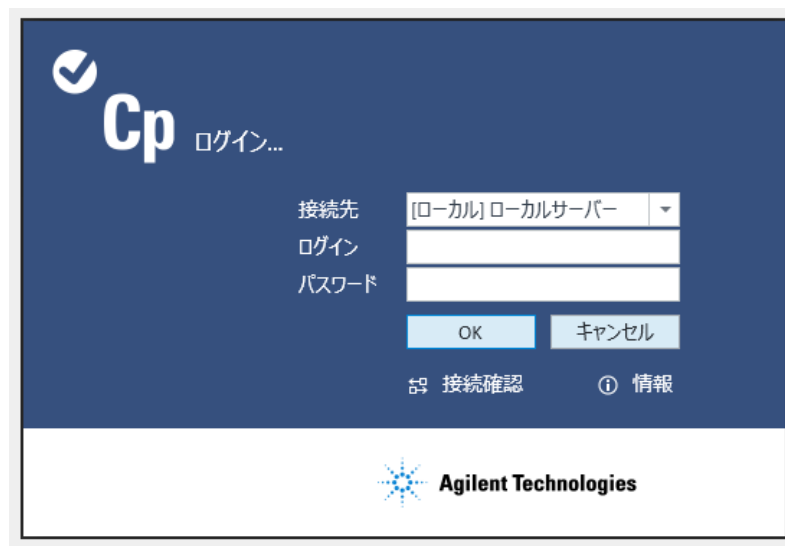 Cp ログイン...
接続先 [ローカル] ローカルサーバー
ログイン
パスワード
OK キャンセル
接続確認 情報
Agilent Technologies